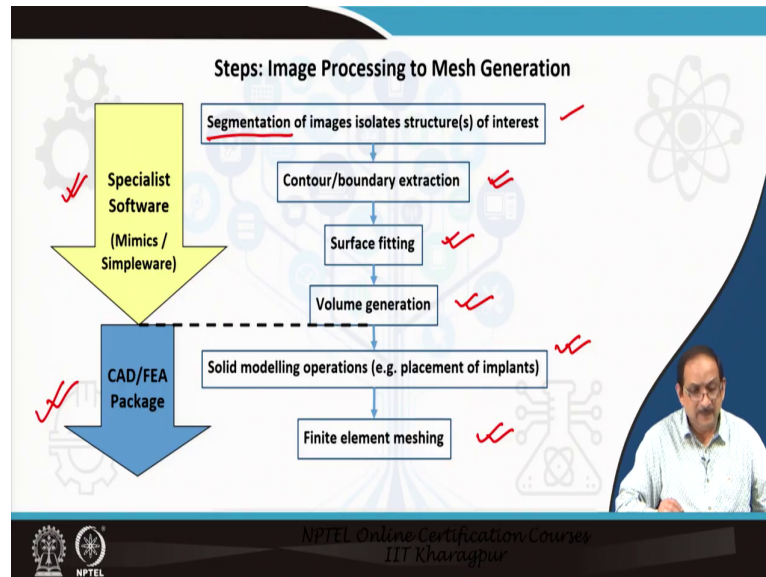 Steps: Image Processing to Mesh Generation
Segmentation of images isolates structure(s) of interest
Contour/boundary extraction
Surface fitting
Volume generation
Solid modelling operations (e.g. placement of implants)
Finite element meshing
Specialist
Software
(Mimics /
Simpleware)
CAD/FEA
Package
NPTEL
NPTEL Online Certification Courses
IIT Kharagpur